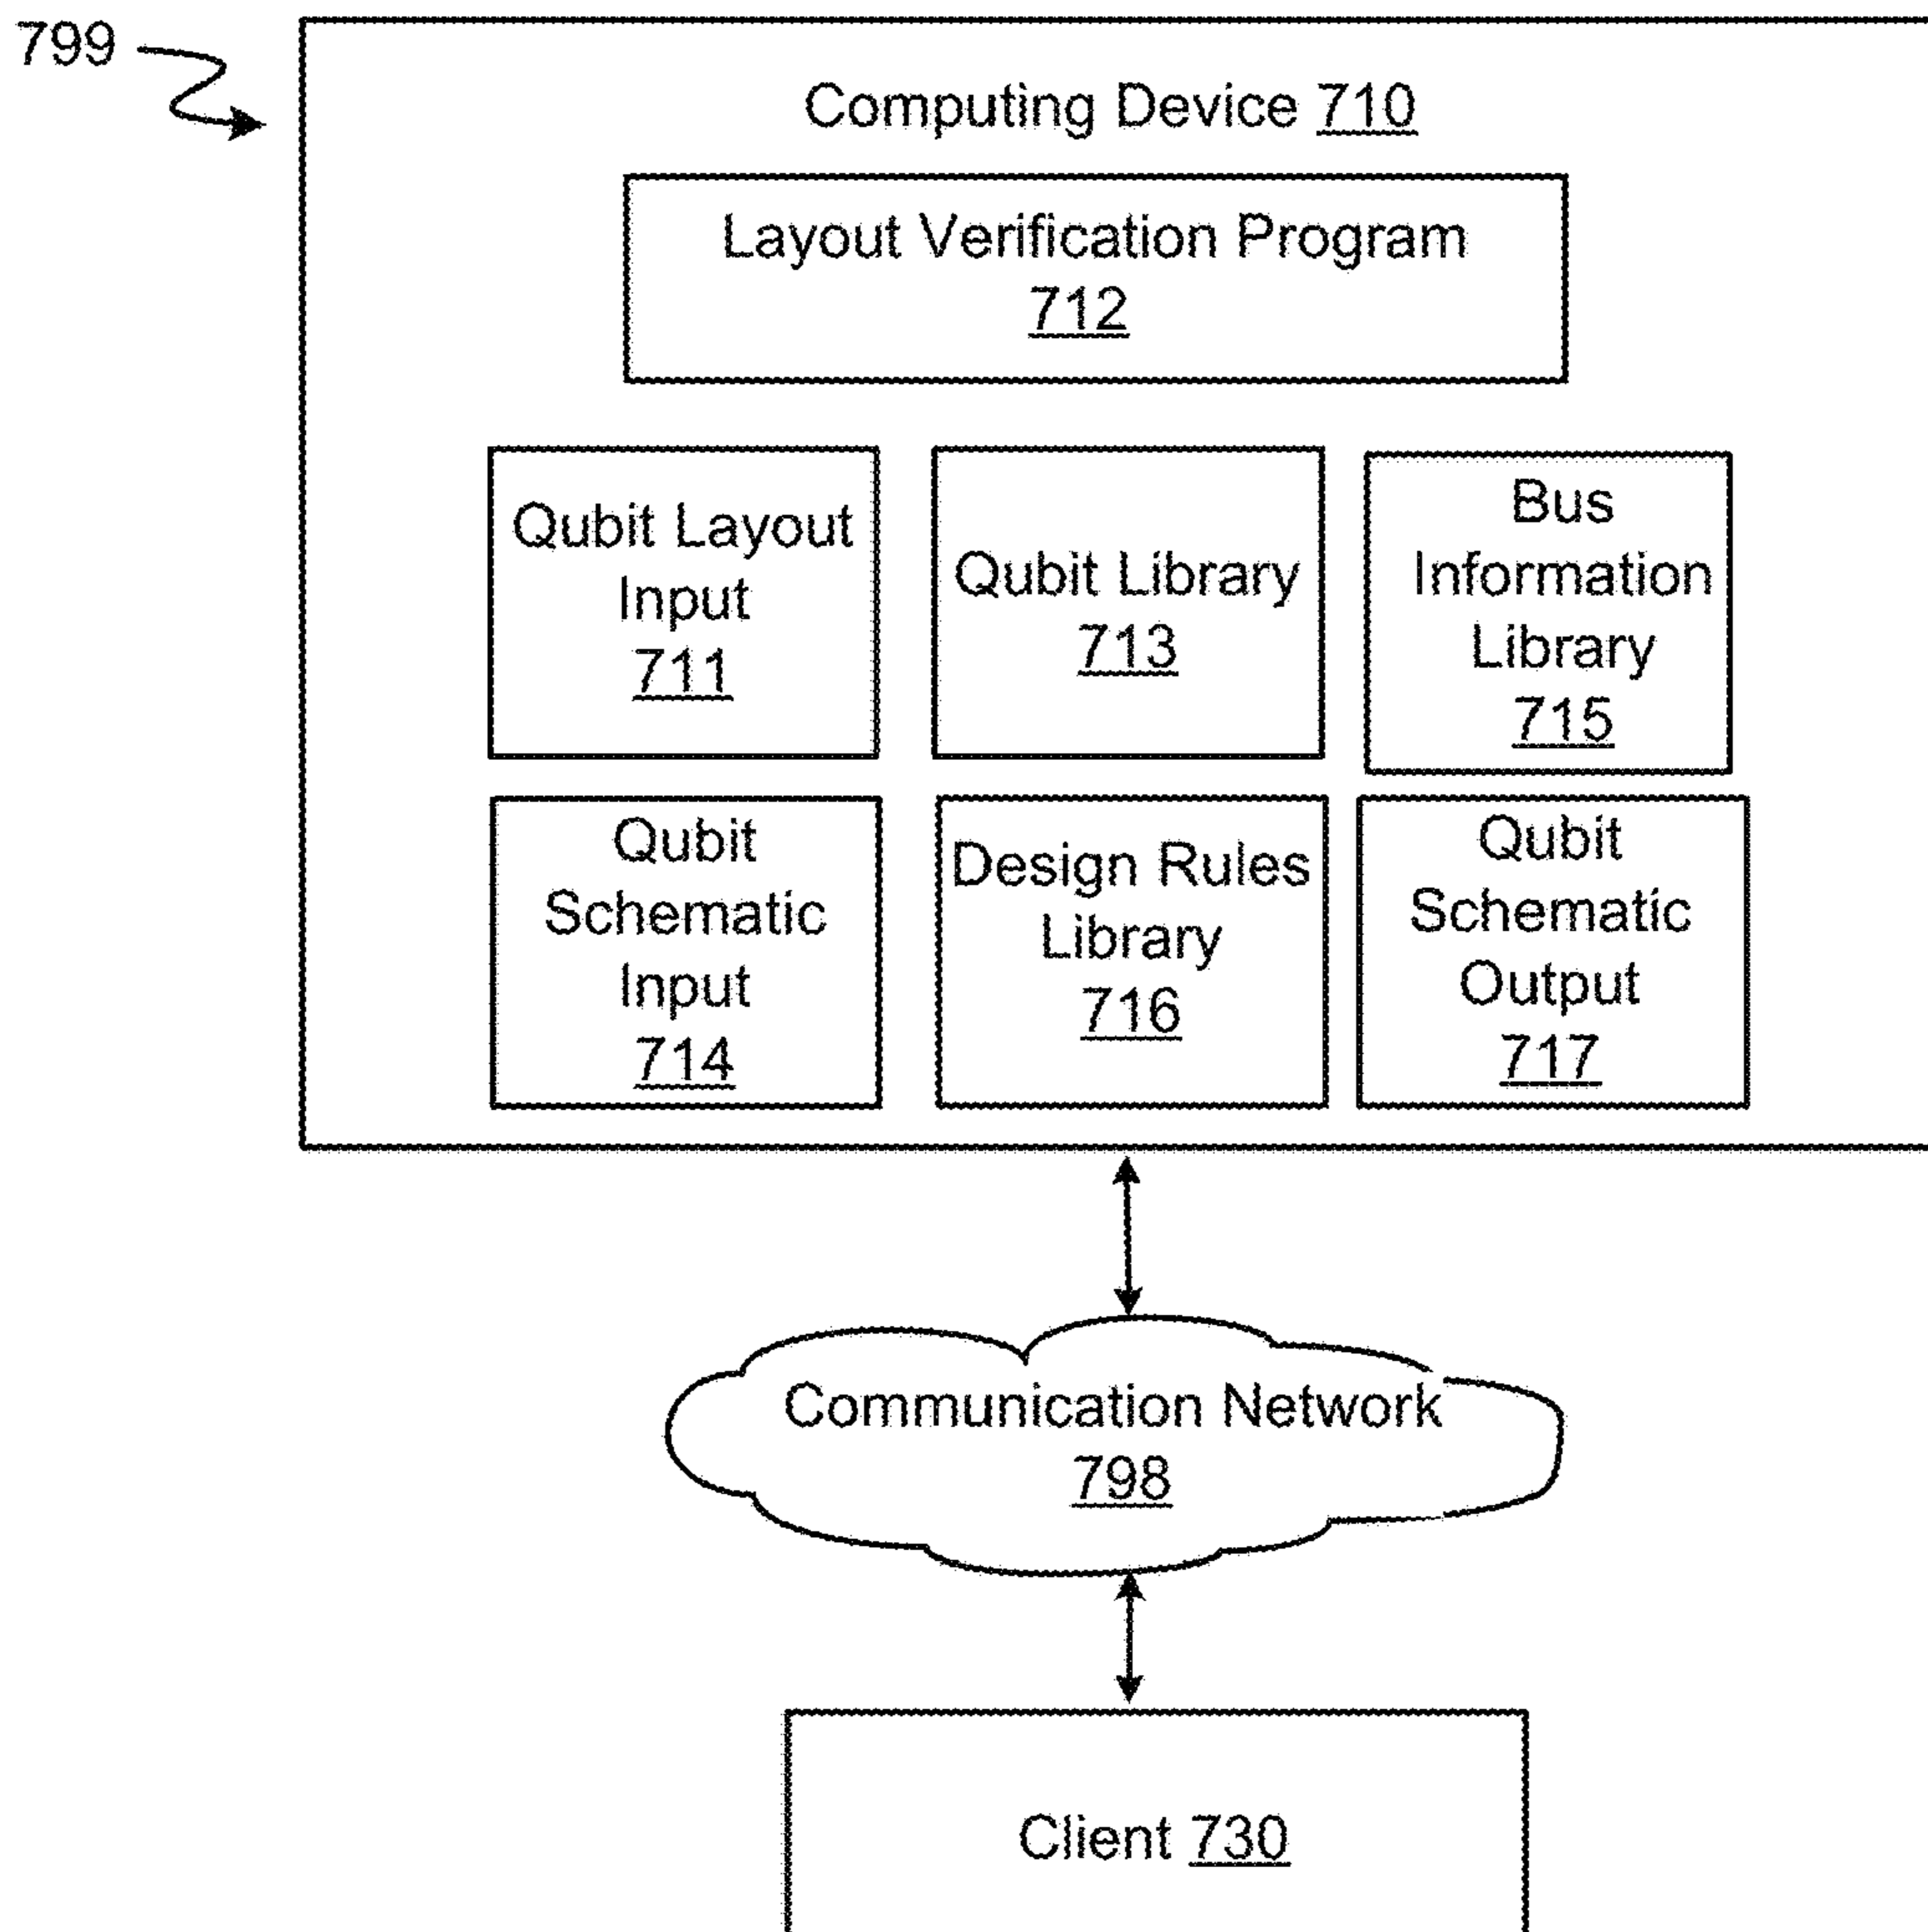 799
Computing Device 710
Layout Verification Program
712
Qubit Layout
Input
711
Qubit Library
713
Bus
Information
Library
715
Qubit
Schematic
Input
714
Design Rules
Library
716
Qubit
Schematic
Output
717
Communication Network
798
Client 730